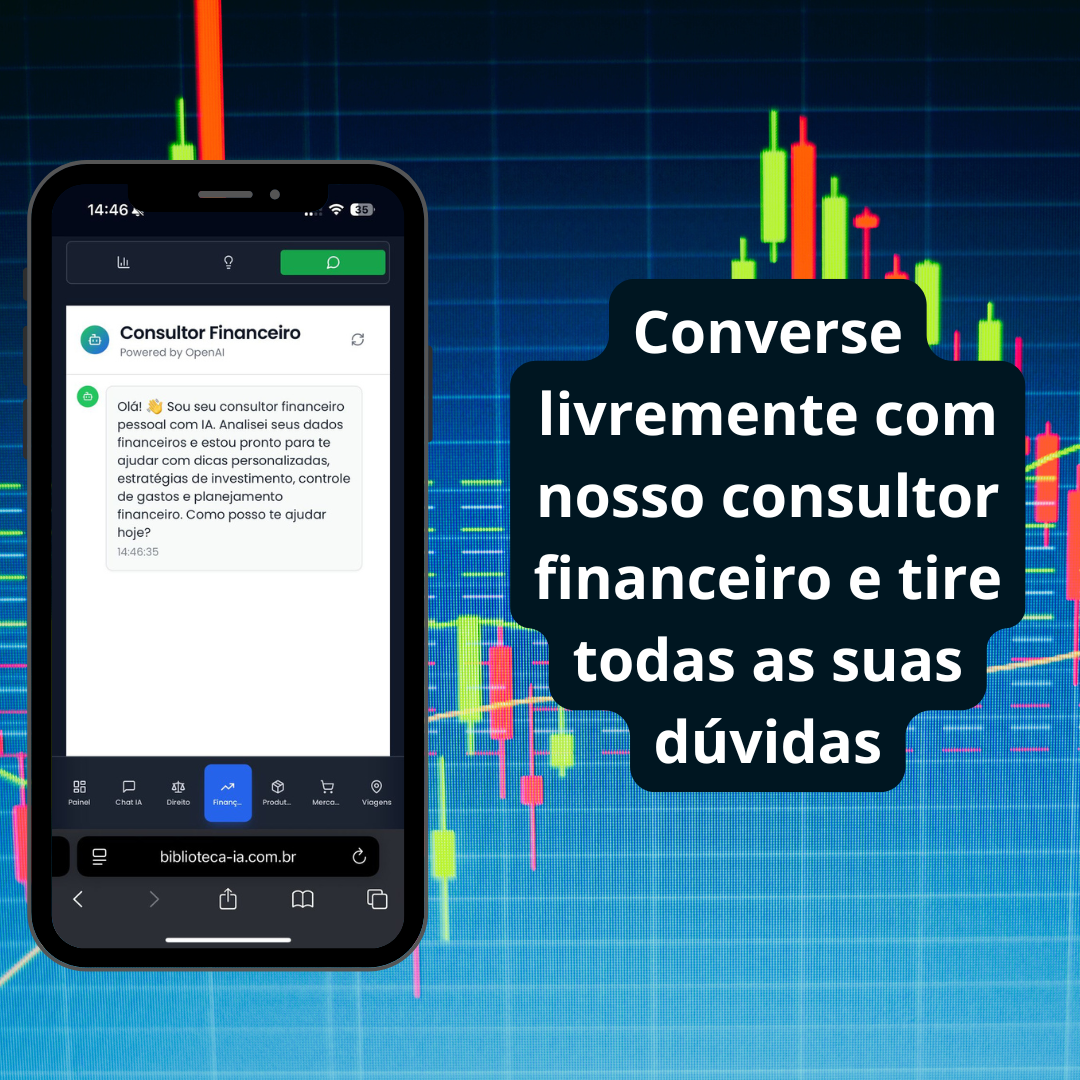 14:46
35
Consultor Financeiro
Powered by OpenAI
Olá! 👋 Sou seu consultor financeiro
pessoal com IA. Analisei seus dados
financeiros e estou pronto para te
ajudar com dicas personalizadas,
estratégias de investimento, controle
de gastos e planejamento
financeiro. Como posso te ajudar
hoje?
14:46:35
Painel
Chat IA
Direito
Finanç...
Produt...
Merca...
Viagens
biblioteca-ia.com.br
Converse
livremente com
nosso consultor
financeiro e tire
todas as suas
dúvidas